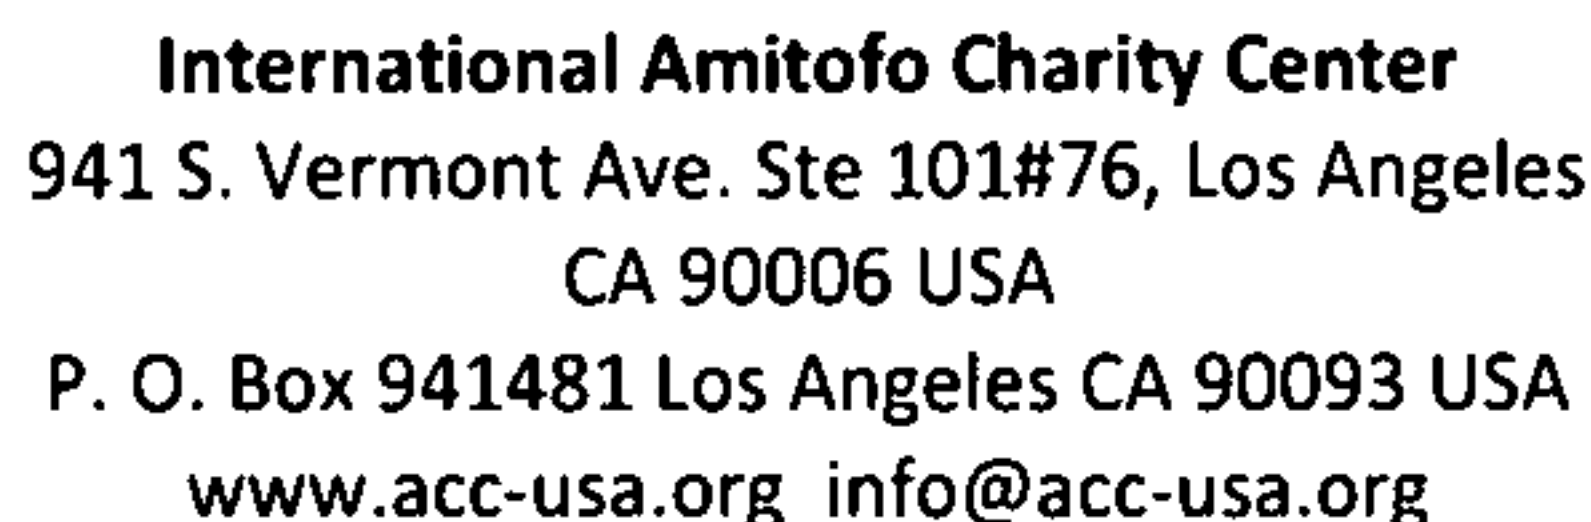 International Amitofo Charity Center
941 S. Vermont Ave. Ste 101#76, Los Angeles
CA 90006 USA
P. O. Box 941481 Los Angeles CA 90093 USA
www.acc-usa.org info@acc-usa.org